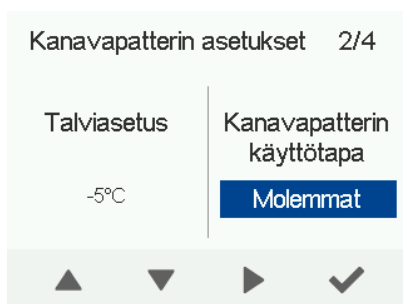 Kanavapatterin asetukset 2/4
Talviasetus
-5°C
Kanavapatterin
käyttötapa
Molemmat